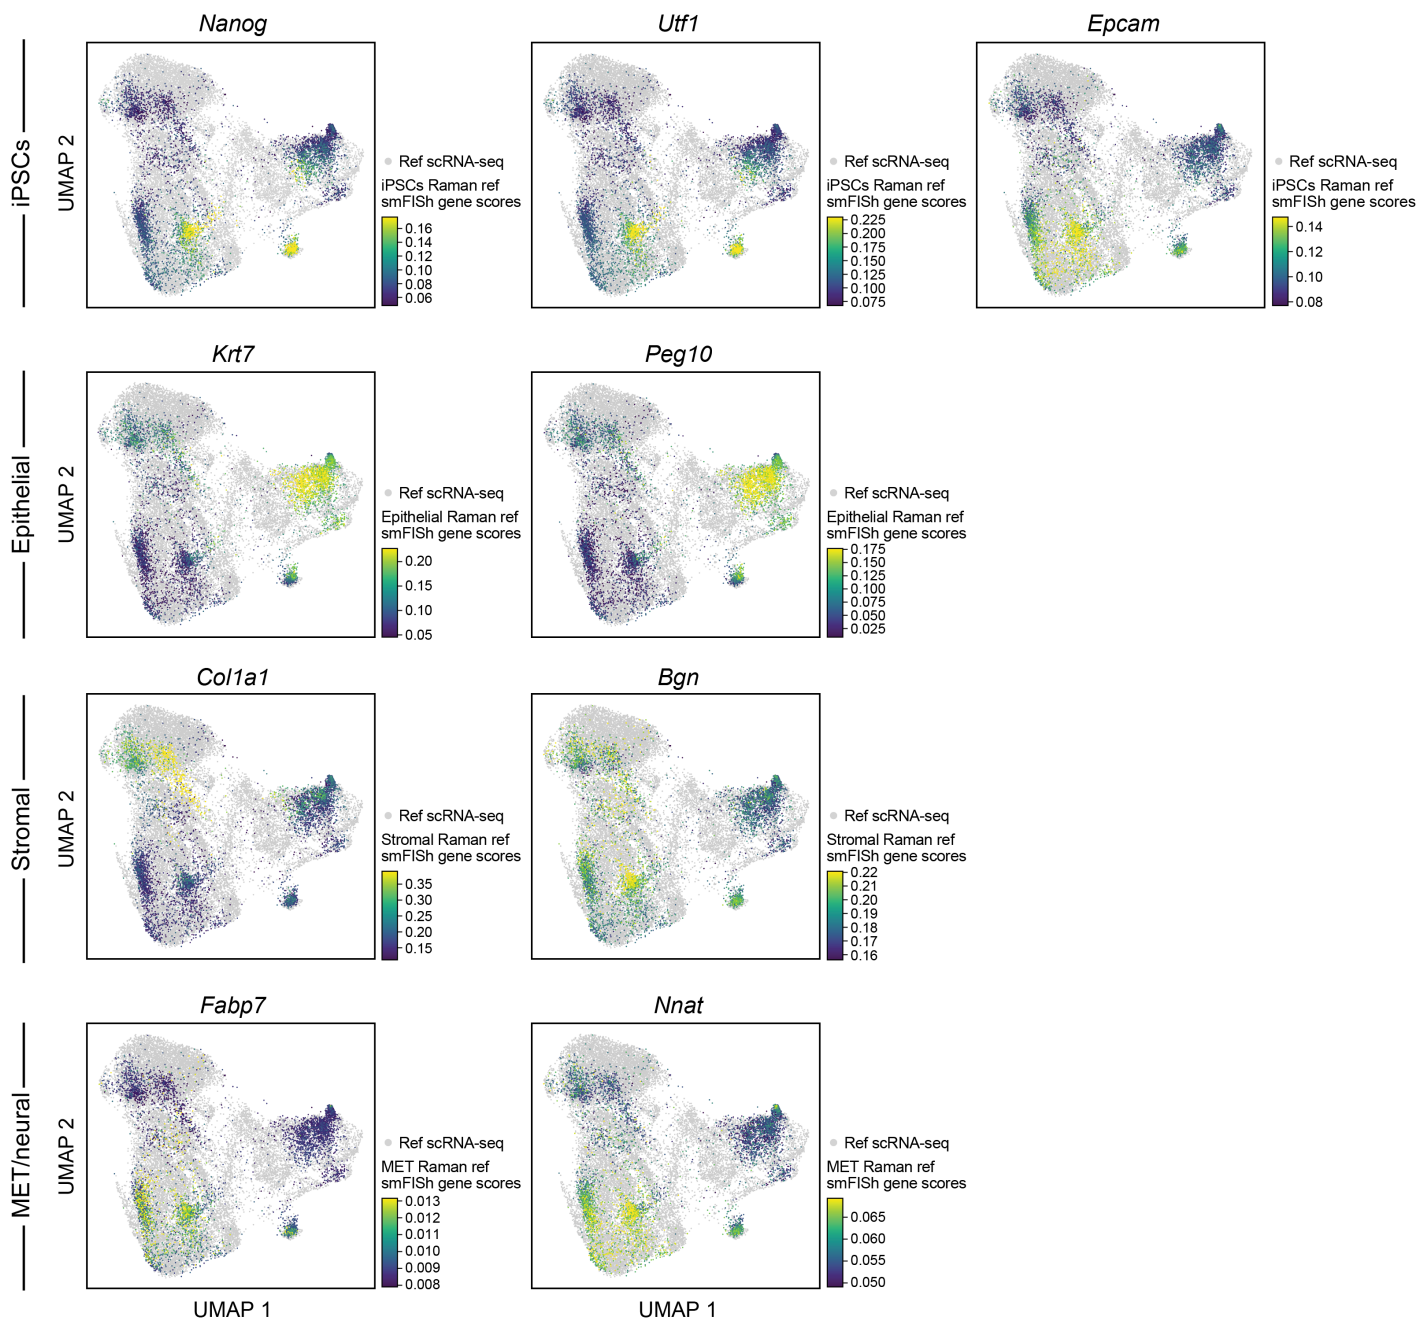 Nanog
Utf1
Epcam
iPSCs
UMAP 2
Ref scRNA-seq
iPSCs Raman ref
smFISh gene scores
0.16
0.14
0.12
0.10
0.08
0.06
Ref scRNA-seq
iPSCs Raman ref
smFISh gene scores
0.225
0.200
0.175
0.150
0.125
0.100
0.075
Ref scRNA-seq
iPSCs Raman ref
smFISh gene scores
0.14
0.12
0.10
0.08
Krt7
Peg10
Epithelial
UMAP 2
Ref scRNA-seq
Epithelial Raman ref
smFISh gene scores
0.20
0.15
0.10
0.05
Ref scRNA-seq
Epithelial Raman ref
smFISh gene scores
0.175
0.150
0.125
0.100
0.075
0.050
0.025
Col1a1
Bgn
Stromal
UMAP 2
Ref scRNA-seq
Stromal Raman ref
smFISh gene scores
0.35
0.30
0.25
0.20
0.15
Ref scRNA-seq
Stromal Raman ref
smFISh gene scores
0.22
0.21
0.20
0.19
0.18
0.17
0.16
Fabp7
Nnat
MET/neural
UMAP 2
Ref scRNA-seq
MET Raman ref
smFISh gene scores
0.013
0.012
0.011
0.010
0.009
0.008
Ref scRNA-seq
MET Raman ref
smFISh gene scores
0.065
0.060
0.055
0.050
UMAP 1
UMAP 1